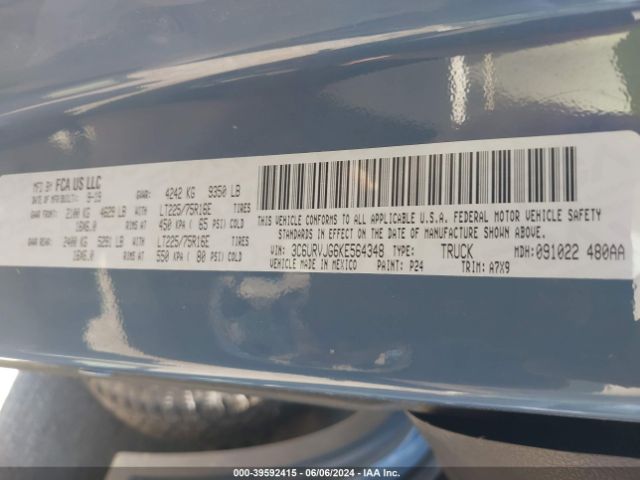 MFD BY FCA US LLC
DATE OF MFR/BUILT: 9-19 GVWR: 4242 KG 9350 LB
GAWR FRONT: 2100 KG 4629 LB WITH LT225/75R16E TIRES
16X6.0 RIMS AT 450 KPA ( 65 PSI) COLD
GAWR REAR: 2400 KG 5291 LB WITH LT225/75R16E TIRES
16X6.0 RIMS AT 550 KPA ( 80 PSI) COLD
THIS VEHICLE CONFORMS TO ALL APPLICABLE U.S.A. FEDERAL MOTOR VEHICLE SAFETY
STANDARDS IN EFFECT ON THE DATE OF MANUFACTURE SHOWN ABOVE.
VIN: 3C6URVJG6KE564348 TYPE: TRUCK MDH: 091022 480AA
VEHICLE MADE IN MEXICO PAINT: P24 TRIM: A7X9
000-39592415 - 06/06/2024 - IAA Inc.